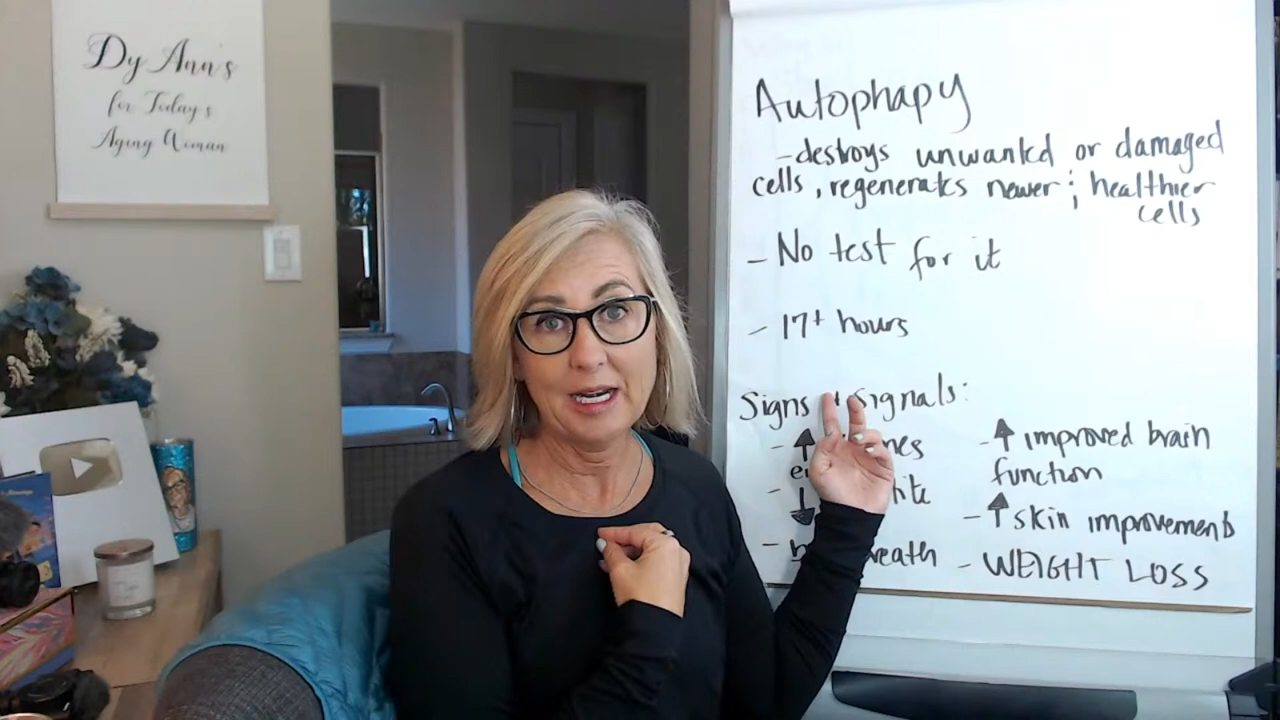 Dy Ann's
for Today's
Aging Woman
Autophapy
-destroys unwanted or damaged
cells, regenerates newer ; healthier
cells
- No test for it
- 17+ hours
Signs + signals:
-
-
- 
- improved brain
function
- skin improvements
- WEIGHT LOSS